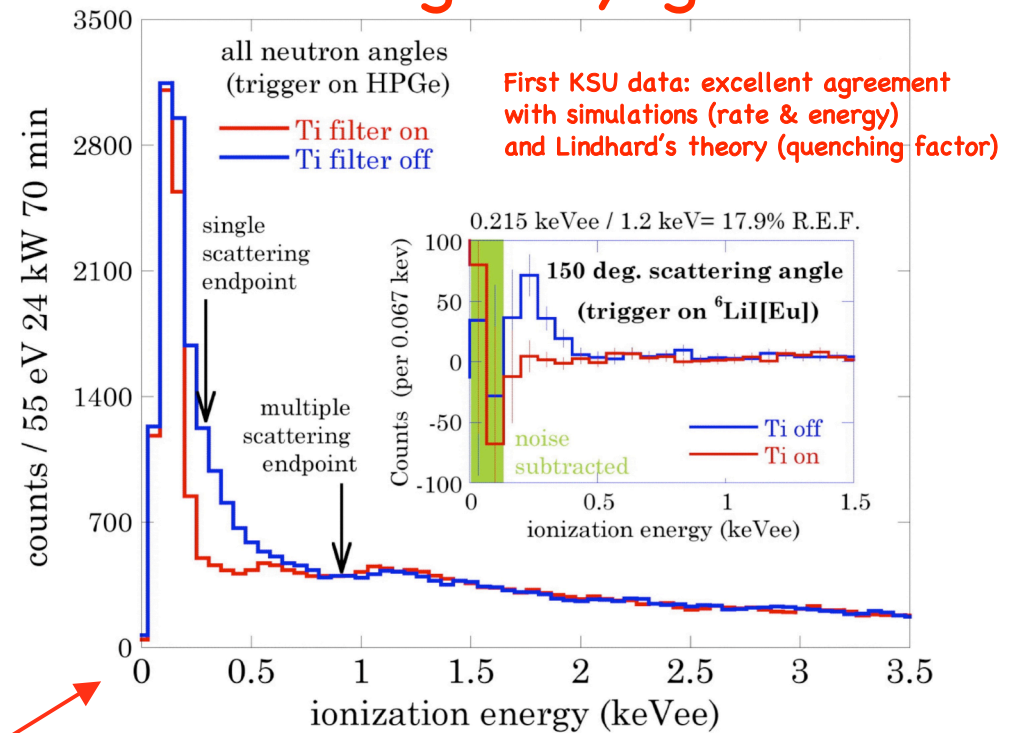 3500
2800
2100
1400
700
0
counts / 55 eV 24 kW 70 min
all neutron angles
(trigger on HPGe)
Ti filter on
Ti filter off
First KSU data: excellent agreement
with simulations (rate & energy)
and Lindhard's theory (quenching factor)
single
scattering
endpoint
multiple
scattering
endpoint
0.215 keVee / 1.2 keV= 17.9% R.E.F.
150 deg. scattering angle
(trigger on ⁶LiI[Eu])
100
50
0
-50
-100
Counts (per 0.067 kev)
noise
subtracted
Ti off
Ti on
0 0.5 1 1.5
ionization energy (keVee)
0 0.5 1 1.5 2 2.5 3 3.5
ionization energy (keVee)